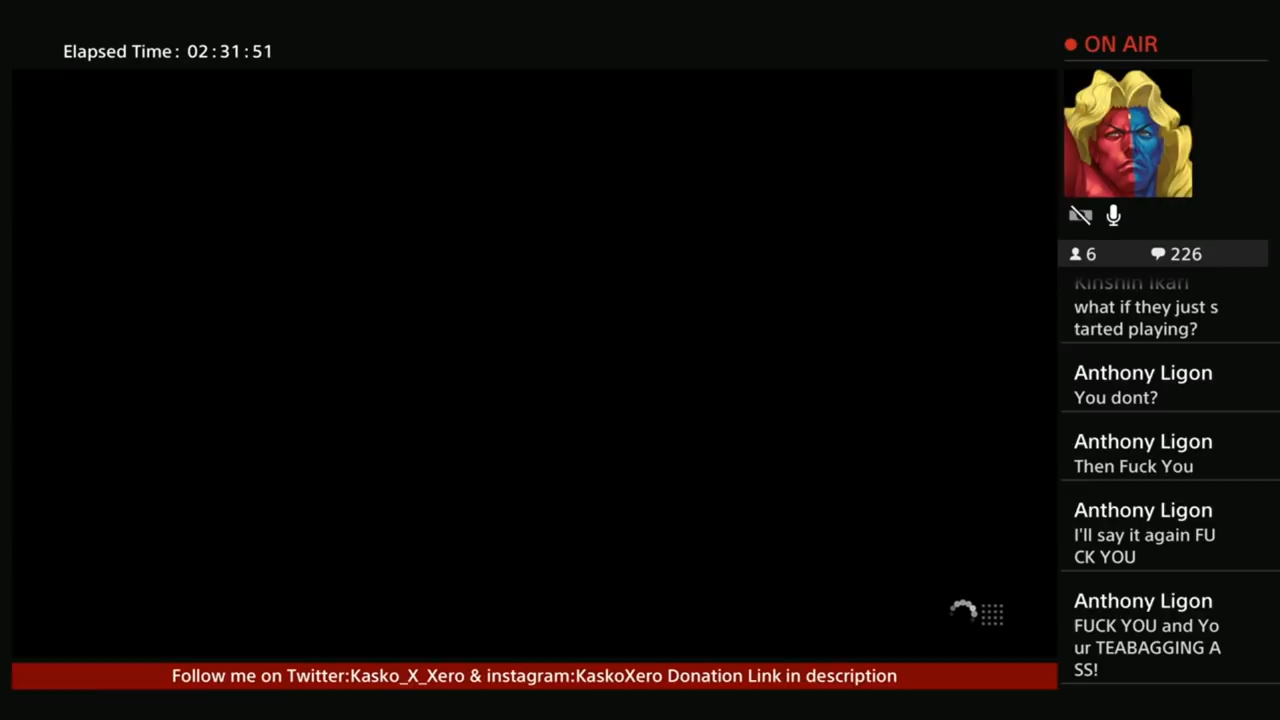 Elapsed Time: 02:31:51
ON AIR
6
226
Kinshin Ikari
what if they just s
tarted playing?
Anthony Ligon
You dont?
Anthony Ligon
Then Fuck You
Anthony Ligon
I'll say it again FU
CK YOU
Anthony Ligon
FUCK YOU and Yo
ur TEABAGGING A
SS!
Follow me on Twitter:Kasko_X_Xero & instagram:KaskoXero Donation Link in description